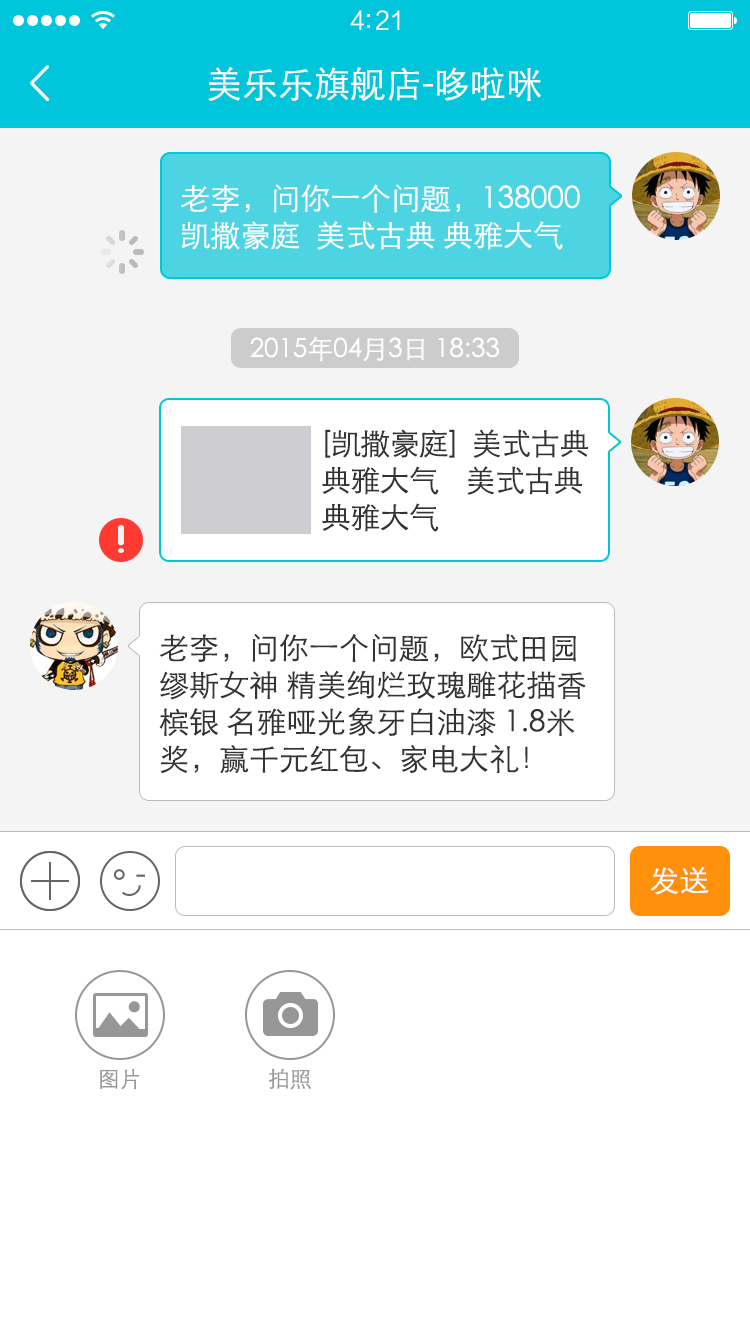 4:21
美乐乐旗舰店-哆啦咪
老李，问你一个问题，138000
凯撒豪庭 美式古典 典雅大气
2015年04月3日 18:33
[凯撒豪庭] 美式古典
典雅大气 美式古典
典雅大气
老李，问你一个问题，欧式田园
缪斯女神 精美绚烂玫瑰雕花描香
槟银 名雅哑光象牙白油漆 1.8米
奖，赢千元红包、家电大礼！
发送
图片
拍照